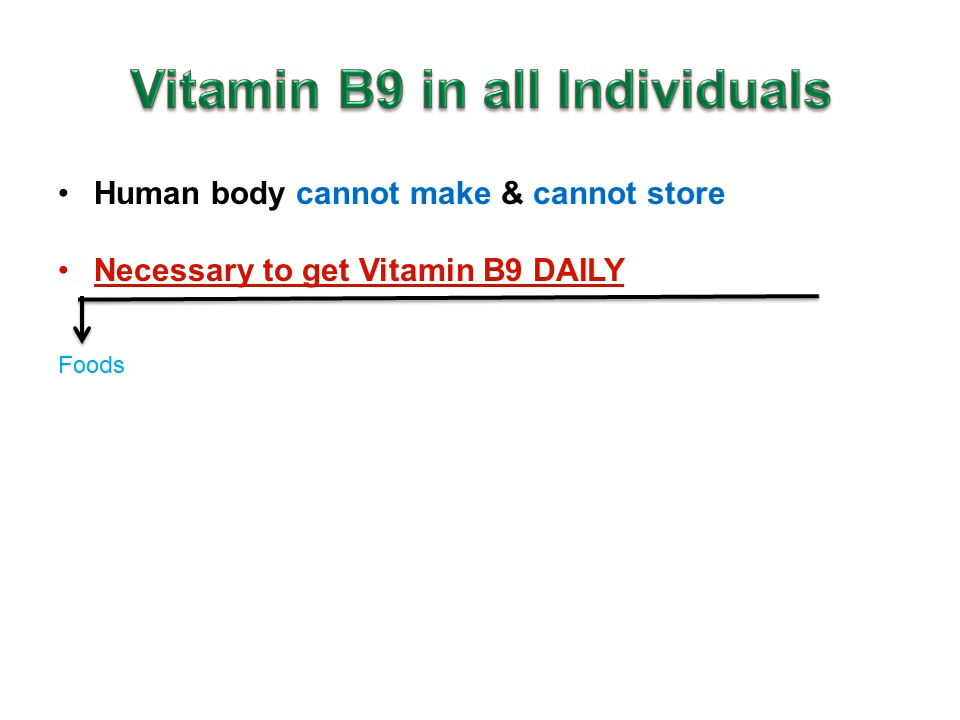 Vitamin B9 in all Individuals
• Human body cannot make & cannot store
• Necessary to get Vitamin B9 DAILY
Foods